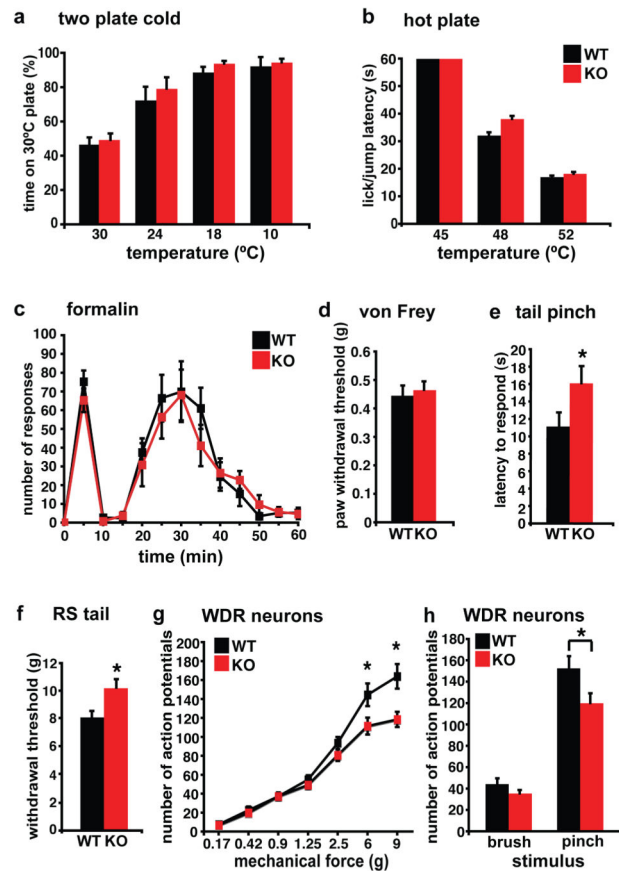 a two plate cold
time on 30ºC plate (%)
100
80
60
40
20
0
30 24 18 10
temperature (ºC)
b hot plate
WT
KO
lick/jump latency (s)
60
50
40
30
20
10
0
45 48 52
temperature (ºC)
c formalin
WT
KO
number of responses
100
90
80
70
60
50
40
30
20
10
0
0 10 20 30 40 50 60
time (min)
d von Frey
paw withdrawal threshold (g)
0.6
0.5
0.4
0.3
0.2
0.1
0
WT KO
e tail pinch
latency to respond (s)
20
18
16
14
12
10
8
6
4
2
0
*
WT KO
f RS tail
withdrawal threshold (g)
12
10
8
6
4
2
0
*
WT KO
g WDR neurons
WT
KO
number of action potentials
200
180
160
140
120
100
80
60
40
20
0
* *
0.17 0.42 0.9 1.25 2.5 6 9
mechanical force (g)
h WDR neurons
WT
KO
number of action potentials
180
160
140
120
100
80
60
40
20
0
*
brush pinch
stimulus